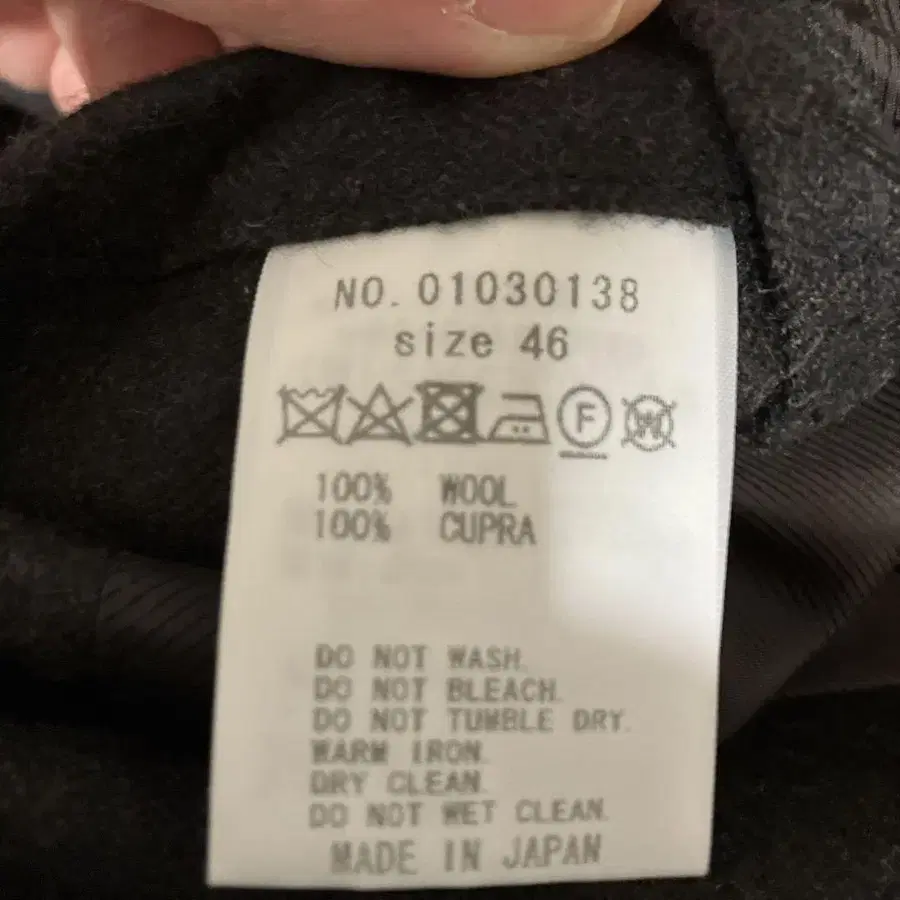 NO. 01030138
size 46
F W
100% WOOL
100% CUPRA
DO NOT WASH.
DO NOT BLEACH.
DO NOT TUMBLE DRY.
WARM IRON.
DRY CLEAN.
DO NOT WET CLEAN.
MADE IN JAPAN